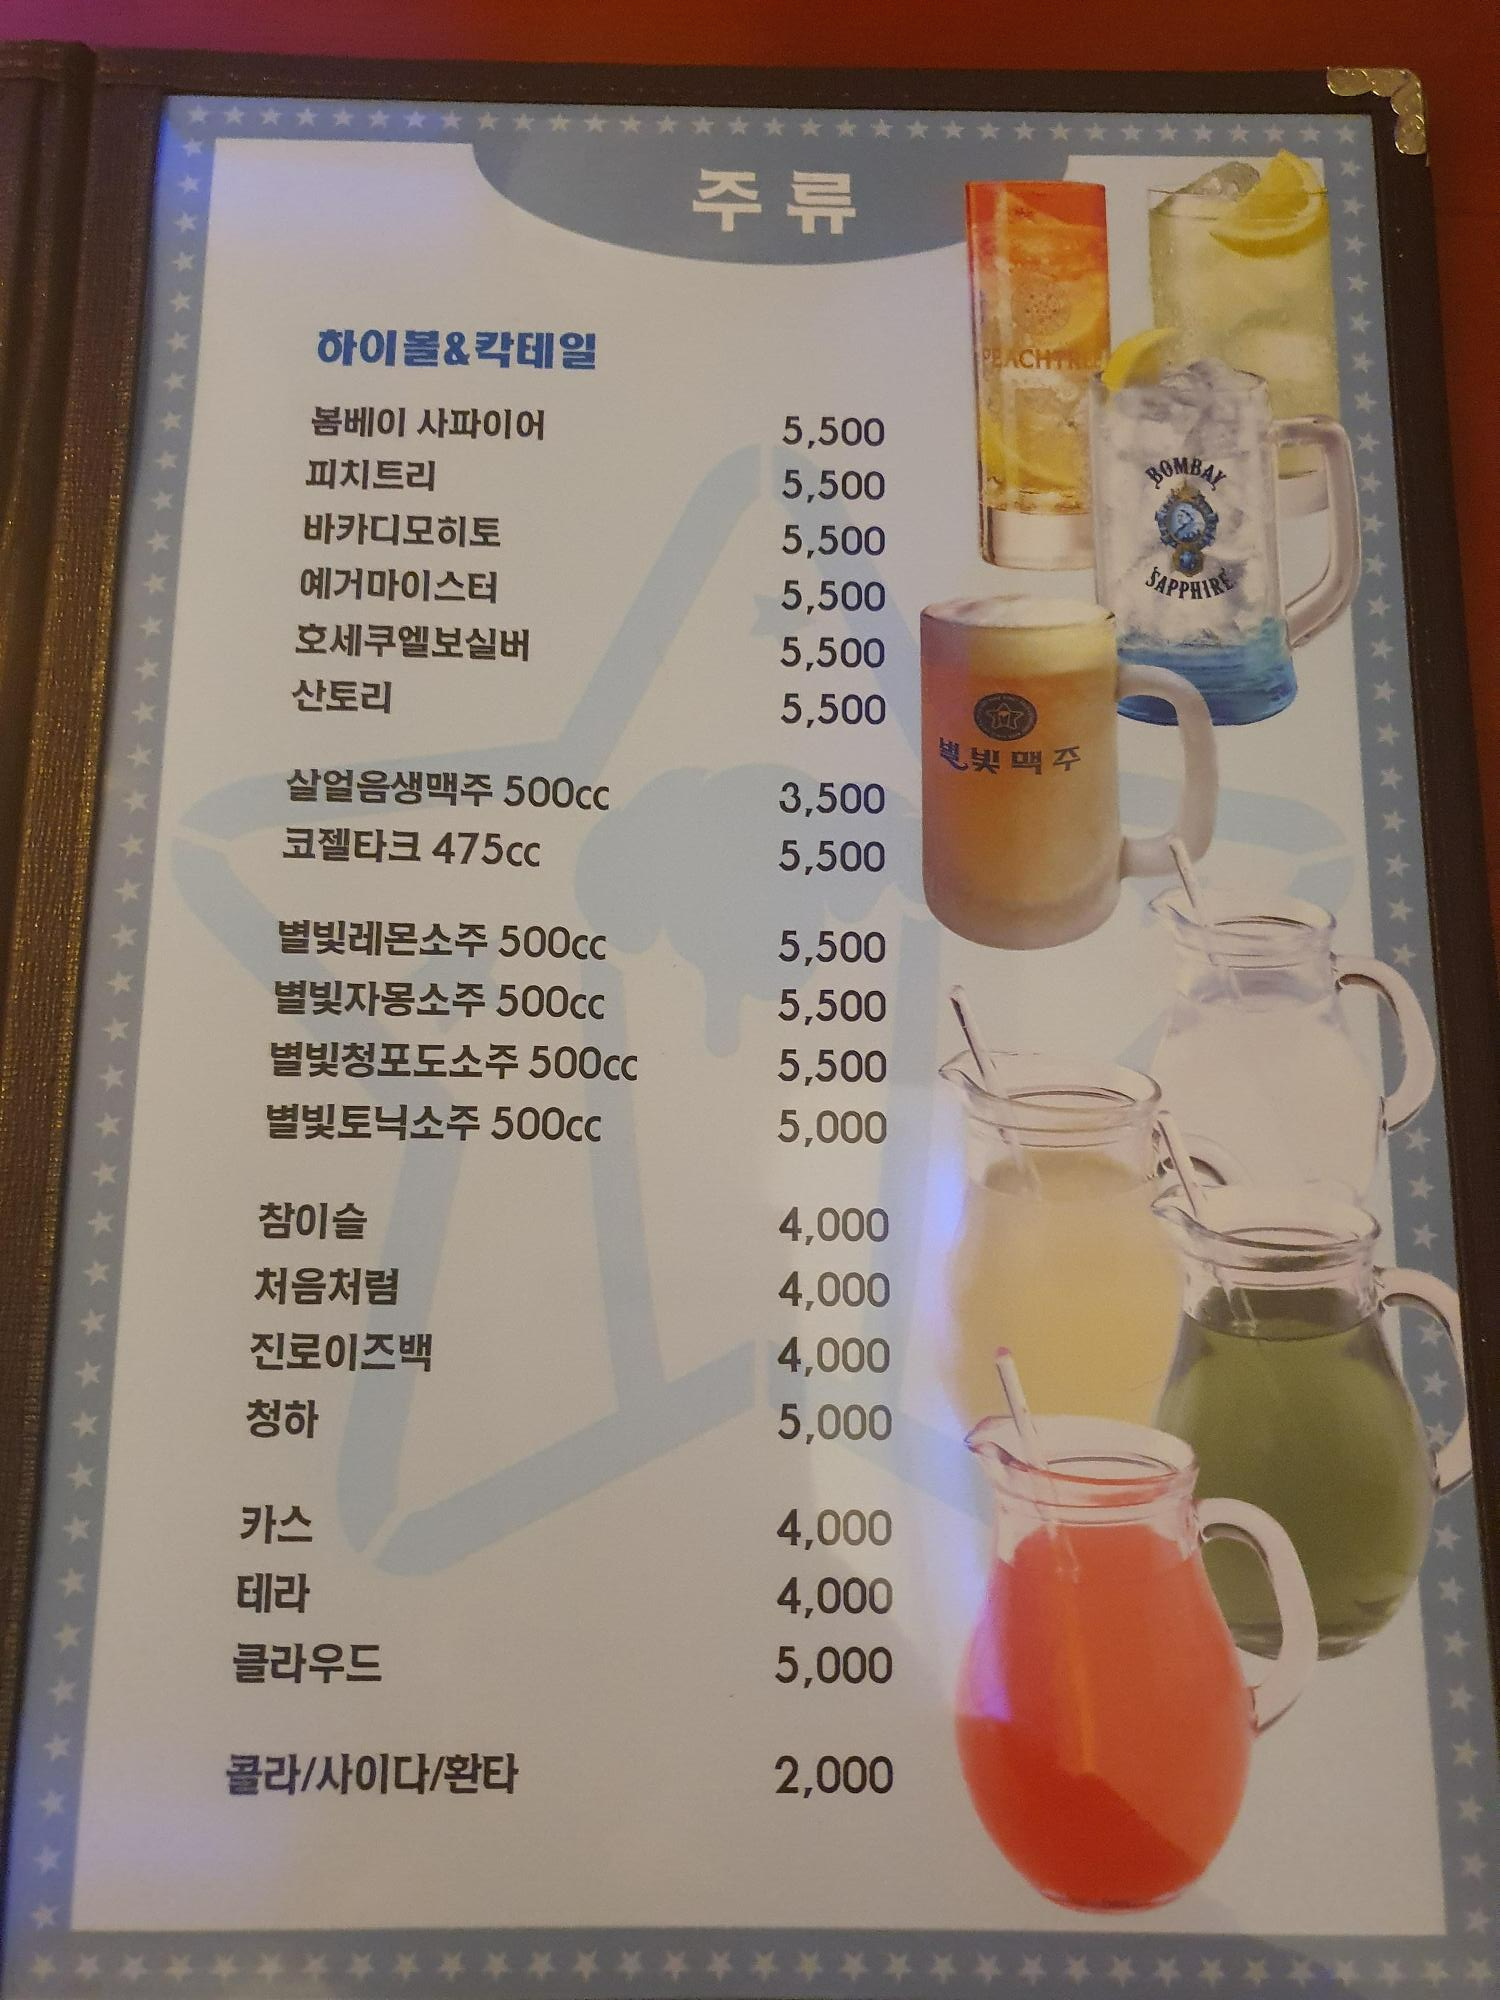 주류
하이볼&칵테일
봄베이 사파이어 5,500
피치트리 5,500
바카디모히토 5,500
예거마이스터 5,500
호세쿠엘보실버 5,500
산토리 5,500
살얼음생맥주 500cc 3,500
코젤타크 475cc 5,500
별빛레몬소주 500cc 5,500
별빛자몽소주 500cc 5,500
별빛청포도소주 500cc 5,500
별빛토닉소주 500cc 5,000
참이슬 4,000
처음처럼 4,000
진로이즈백 4,000
청하 5,000
카스 4,000
테라 4,000
클라우드 5,000
콜라/사이다/환타 2,000
PEACHTREE
BOMBAY
SAPPHIRE
별빛맥주